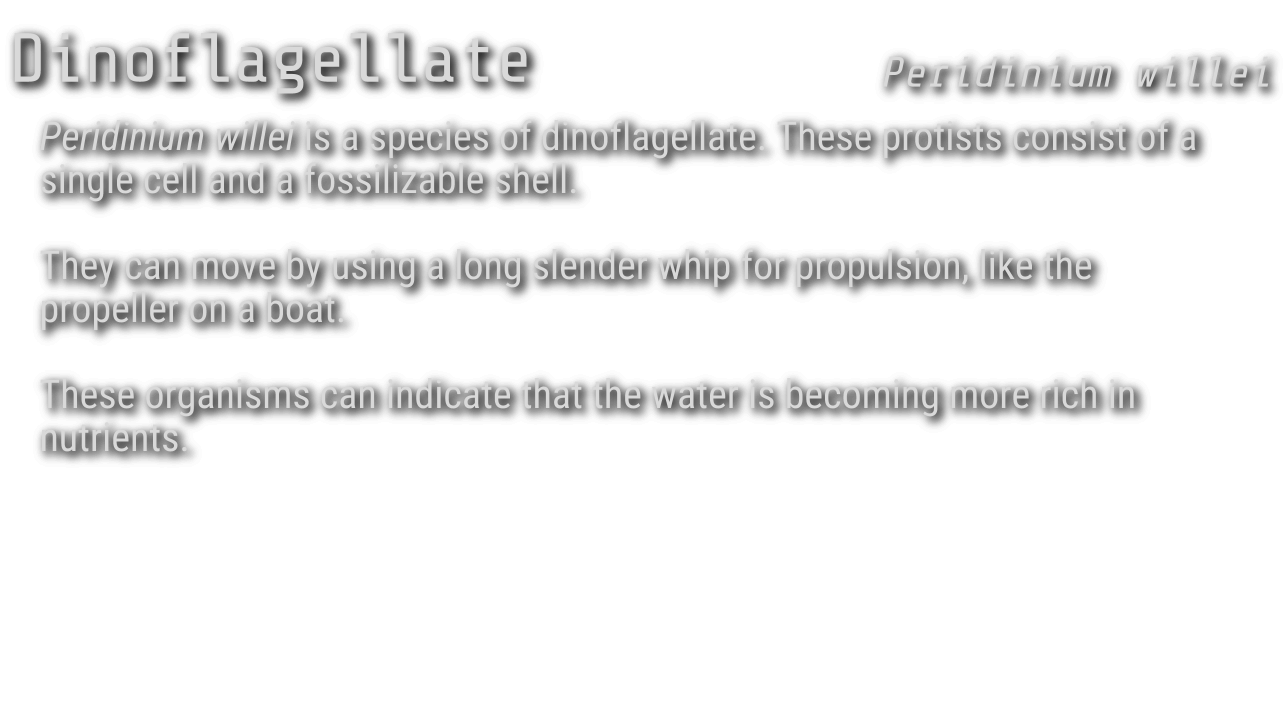 Dinoflagellate
Peridinium willei
Peridinium willei is a species of dinoflagellate. These protists consist of a
single cell and a fossilizable shell.
They can move by using a long slender whip for propulsion, like the
propeller on a boat.
These organisms can indicate that the water is becoming more rich in
nutrients.